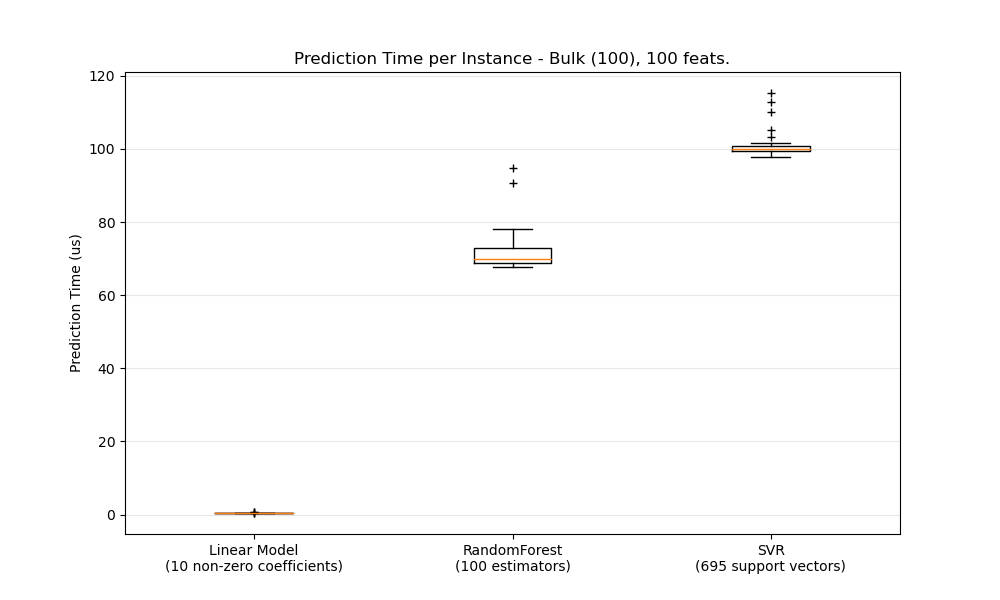 Prediction Time per Instance - Bulk (100), 100 feats.
Prediction Time (us)
120
100
80
60
40
20
0
Linear Model
(10 non-zero coefficients)
RandomForest
(100 estimators)
SVR
(695 support vectors)